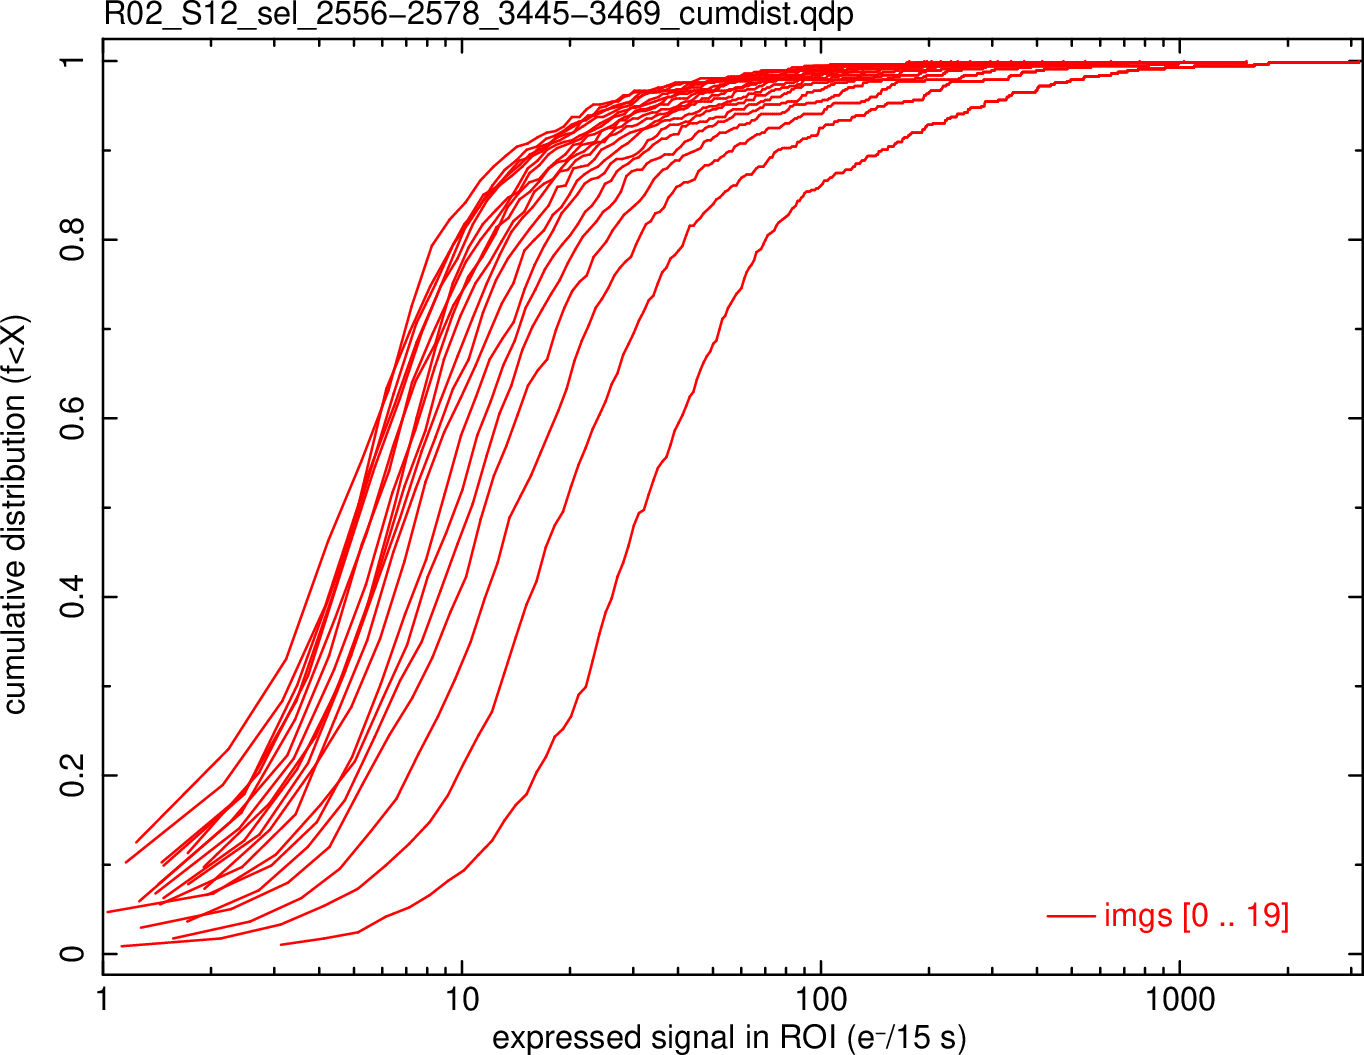 R02_S12_sel_2556−2578_3445−3469_cumdist.qdp
cumulative distribution (f<X)
1
0.8
0.6
0.4
0.2
0
imgs [0 .. 19]
1 10 100 1000
expressed signal in ROI (e⁻/15 s)